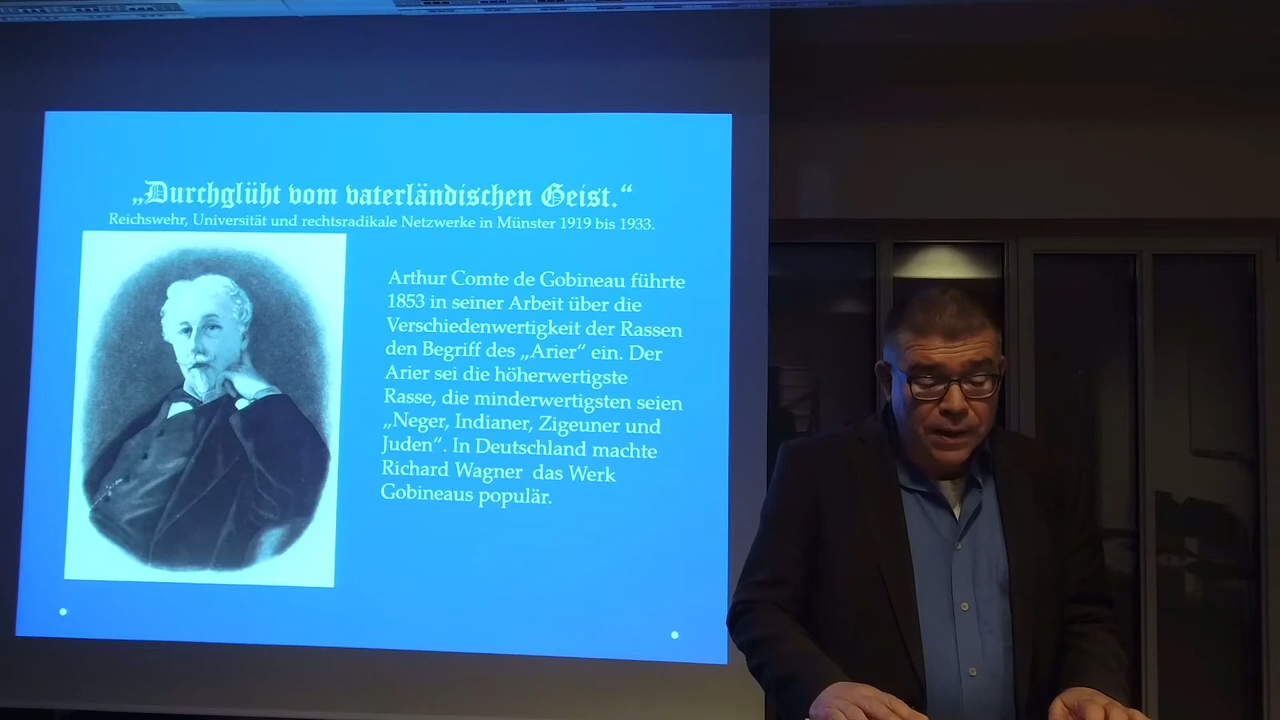 „Durchglüht vom vaterländischen Geist.“
Reichswehr, Universität und rechtsradikale Netzwerke in Münster 1919 bis 1933.
Arthur Comte de Gobineau führte
1853 in seiner Arbeit über die
Verschiedenwertigkeit der Rassen
den Begriff des „Arier“ ein. Der
Arier sei die höherwertigste
Rasse, die minderwertigsten seien
„Neger, Indianer, Zigeuner und
Juden“. In Deutschland machte
Richard Wagner das Werk
Gobineaus populär.